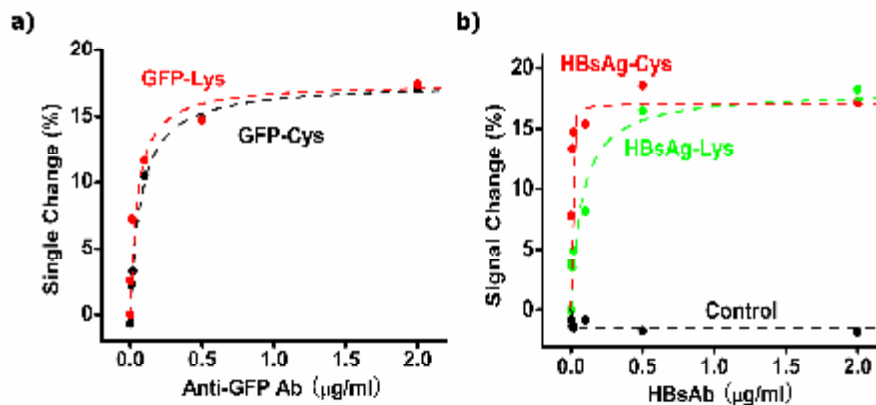 a)
20
15
10
5
0
Single Change (%)
GFP-Lys
GFP-Cys
0.0 0.5 1.0 1.5 2.0
Anti-GFP Ab (μg/ml)
b)
20
15
10
5
0
Signal Change (%)
HBsAg-Cys
HBsAg-Lys
Control
0.0 0.5 1.0 1.5 2.0
HBsAb (μg/ml)